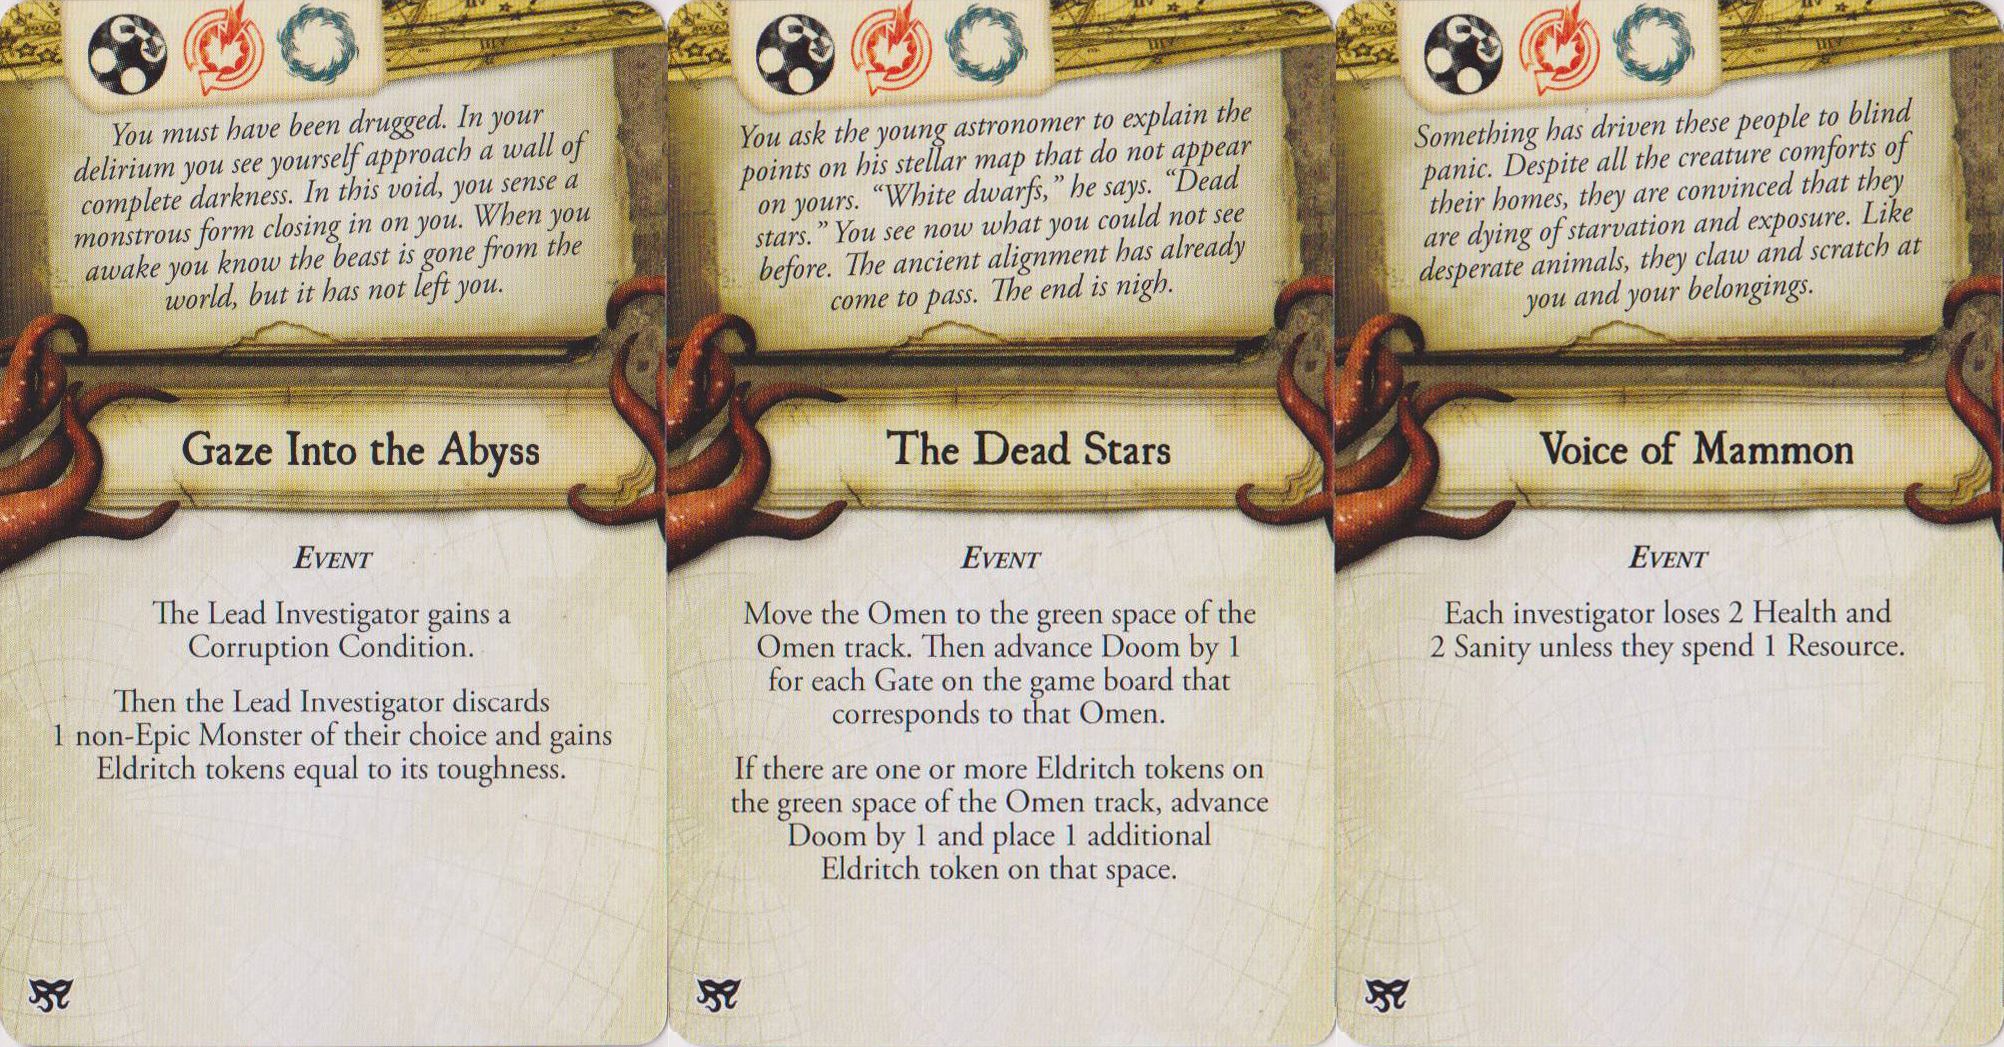 You must have been drugged. In your
delirium you see yourself approach a wall of
complete darkness. In this void, you sense a
monstrous form closing in on you. When you
awake you know the beast is gone from the
world, but it has not left you.
Gaze Into the Abyss
Event
The Lead Investigator gains a
Corruption Condition.
Then the Lead Investigator discards
1 non-Epic Monster of their choice and gains
Eldritch tokens equal to its toughness.
You ask the young astronomer to explain the
points on his stellar map that do not appear
on yours. “White dwarfs,” he says. “Dead
stars.” You see now what you could not see
before. The ancient alignment has already
come to pass. The end is nigh.
The Dead Stars
Event
Move the Omen to the green space of the
Omen track. Then advance Doom by 1
for each Gate on the game board that
corresponds to that Omen.
If there are one or more Eldritch tokens on
the green space of the Omen track, advance
Doom by 1 and place 1 additional
Eldritch token on that space.
Something has driven these people to blind
panic. Despite all the creature comforts of
their homes, they are convinced that they
are dying of starvation and exposure. Like
desperate animals, they claw and scratch at
you and your belongings.
Voice of Mammon
Event
Each investigator loses 2 Health and
2 Sanity unless they spend 1 Resource.